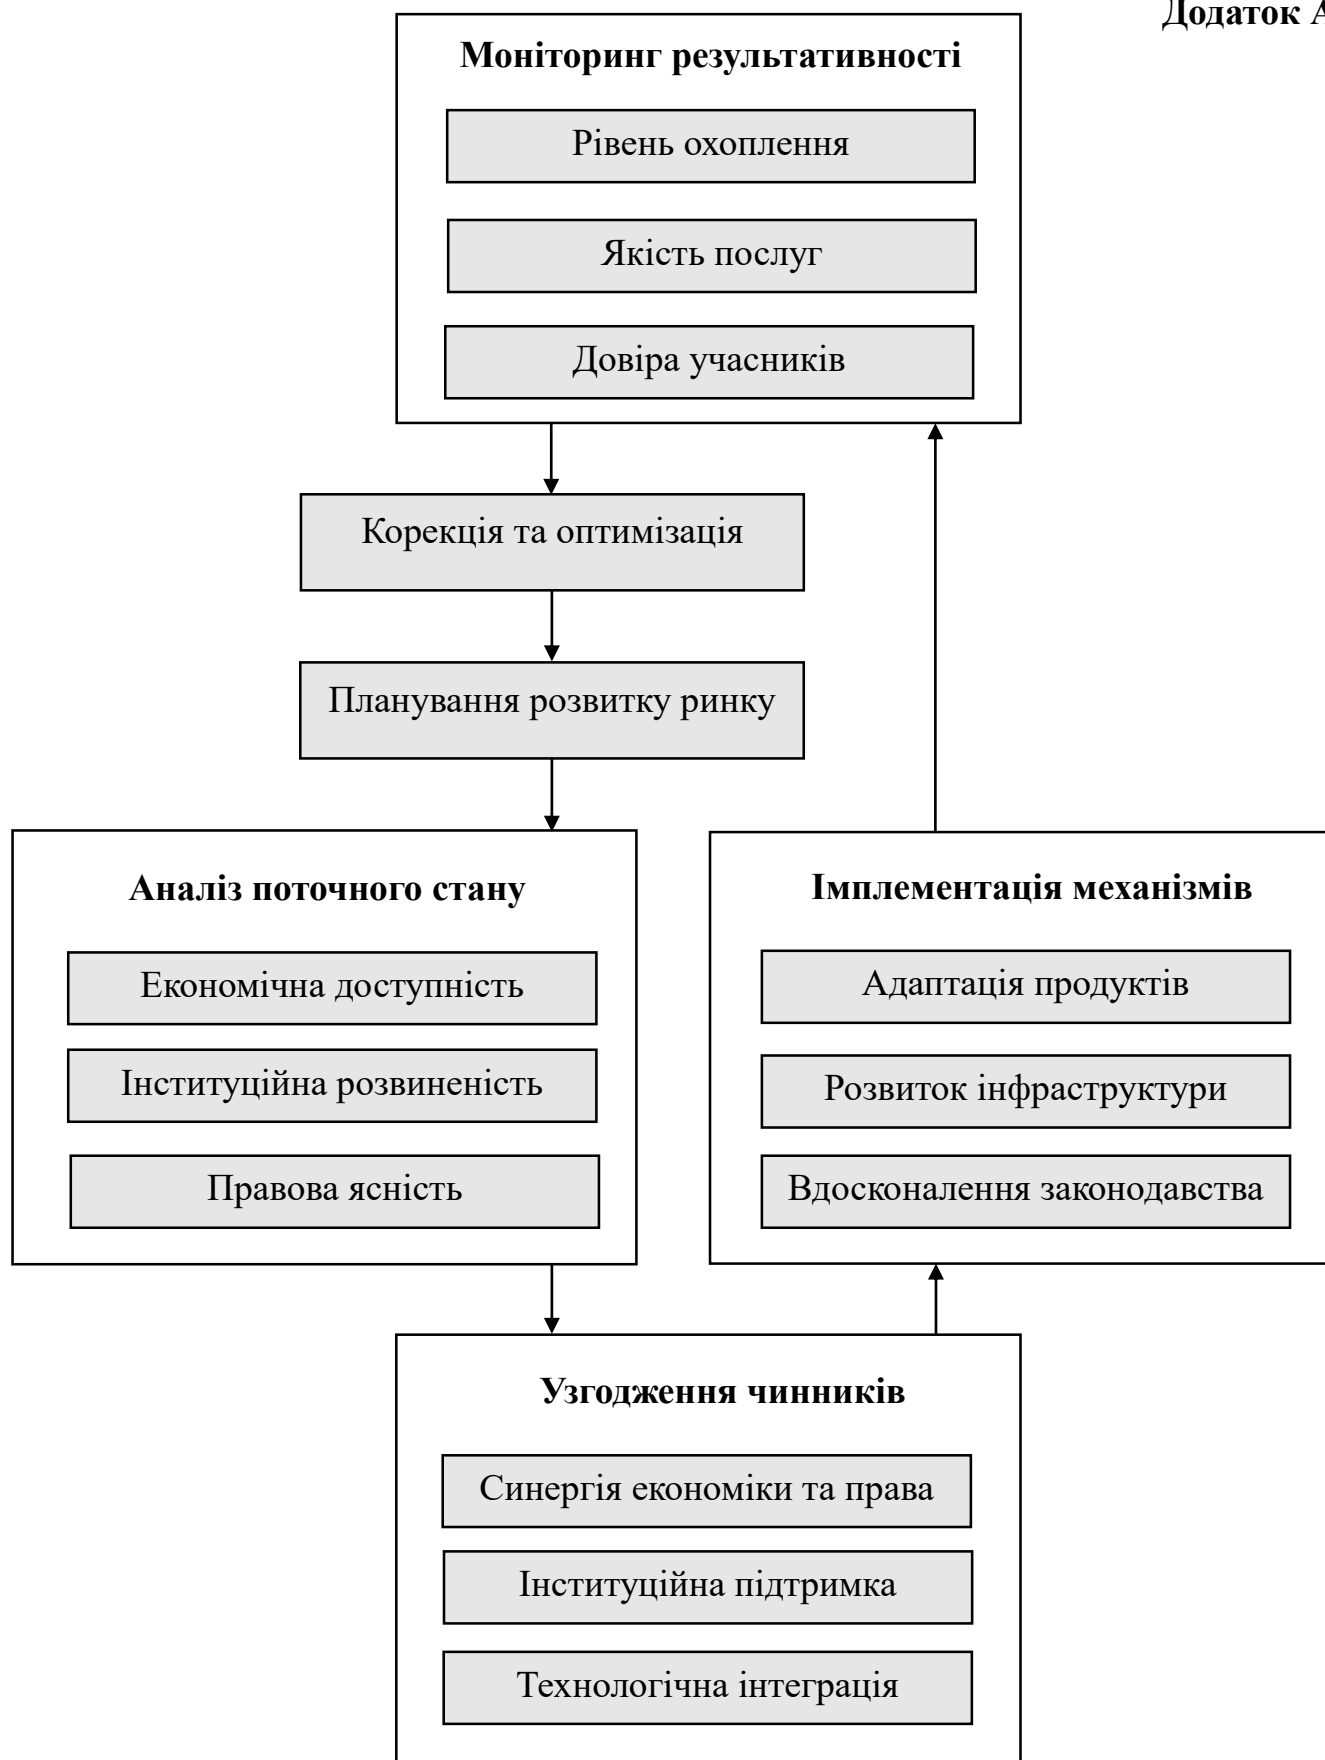 Додаток А
Моніторинг результативності
Рівень охоплення
Якість послуг
Довіра учасників
Корекція та оптимізація
Планування розвитку ринку
Аналіз поточного стану
Економічна доступність
Інституційна розвиненість
Правова ясність
Імплементація механізмів
Адаптація продуктів
Розвиток інфраструктури
Вдосконалення законодавства
Узгодження чинників
Синергія економіки та права
Інституційна підтримка
Технологічна інтеграція